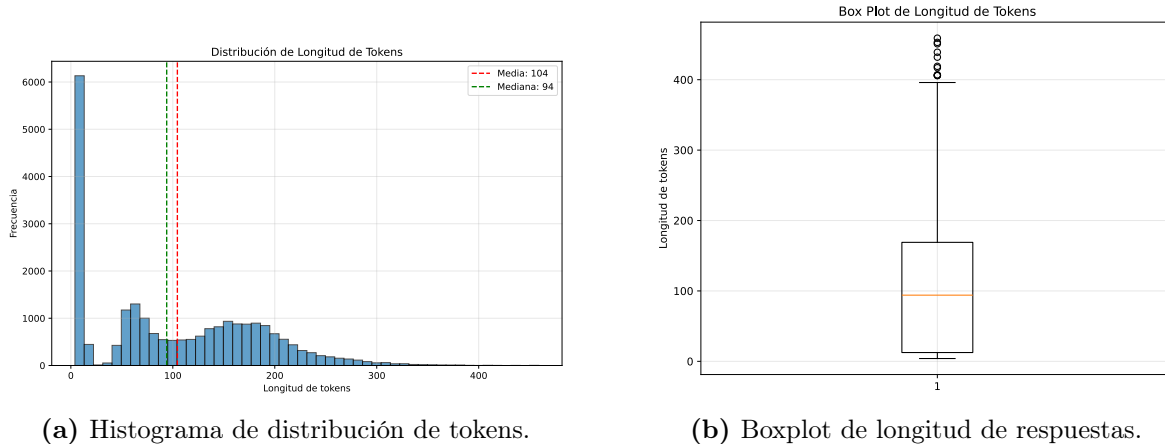 Distribución de Longitud de Tokens
Media: 104
Mediana: 94
Frecuencia
6000
5000
4000
3000
2000
1000
0
0 100 200 300 400
Longitud de tokens
(a) Histograma de distribución de tokens.
Box Plot de Longitud de Tokens
Longitud de tokens
400
300
200
100
0
1
(b) Boxplot de longitud de respuestas.